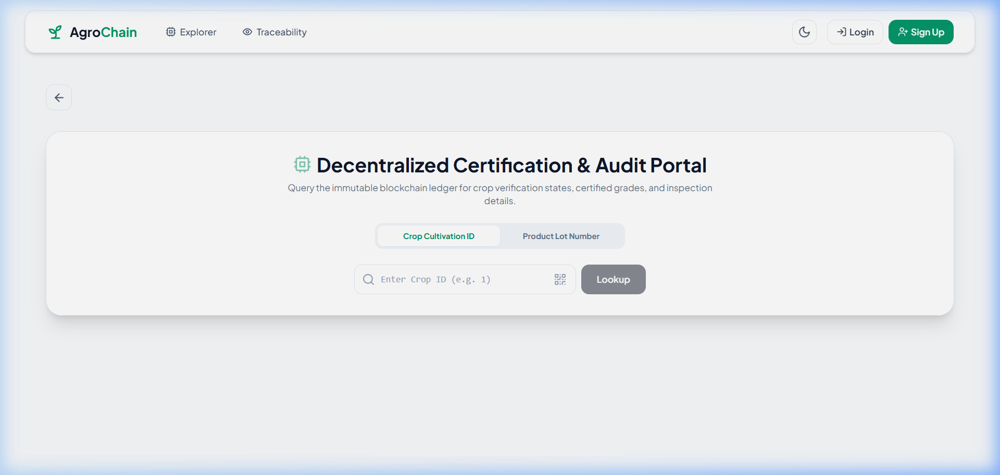 AgroChain
Explorer
Traceability
Login
Sign Up
Decentralized Certification & Audit Portal
Query the immutable blockchain ledger for crop verification states, certified grades, and inspection
details.
Crop Cultivation ID
Product Lot Number
Enter Crop ID (e.g. 1)
Lookup